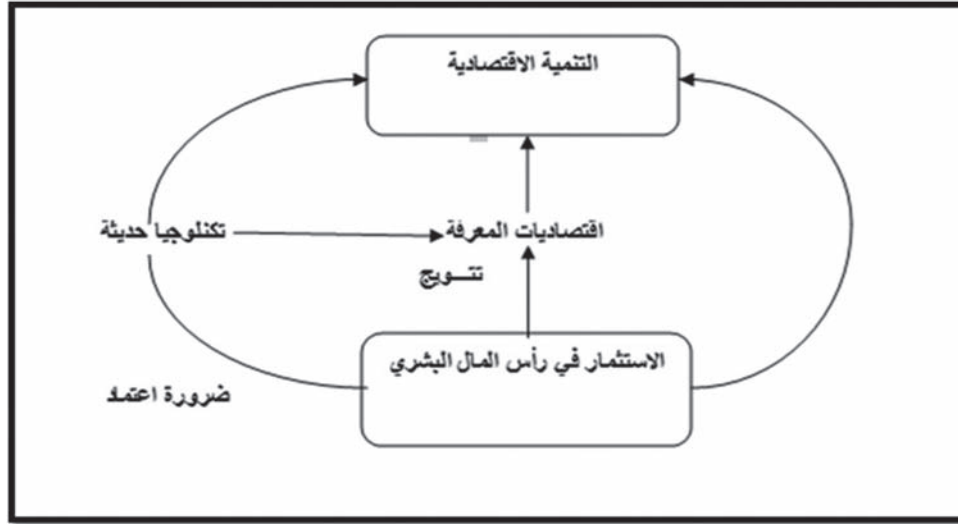 التنمية الاقتصادية
اقتصاديات المعرفة
تكنلوجيا حديثة
تتـــويج
الاستثمار في رأس المال البشري
ضرورة اعتماد